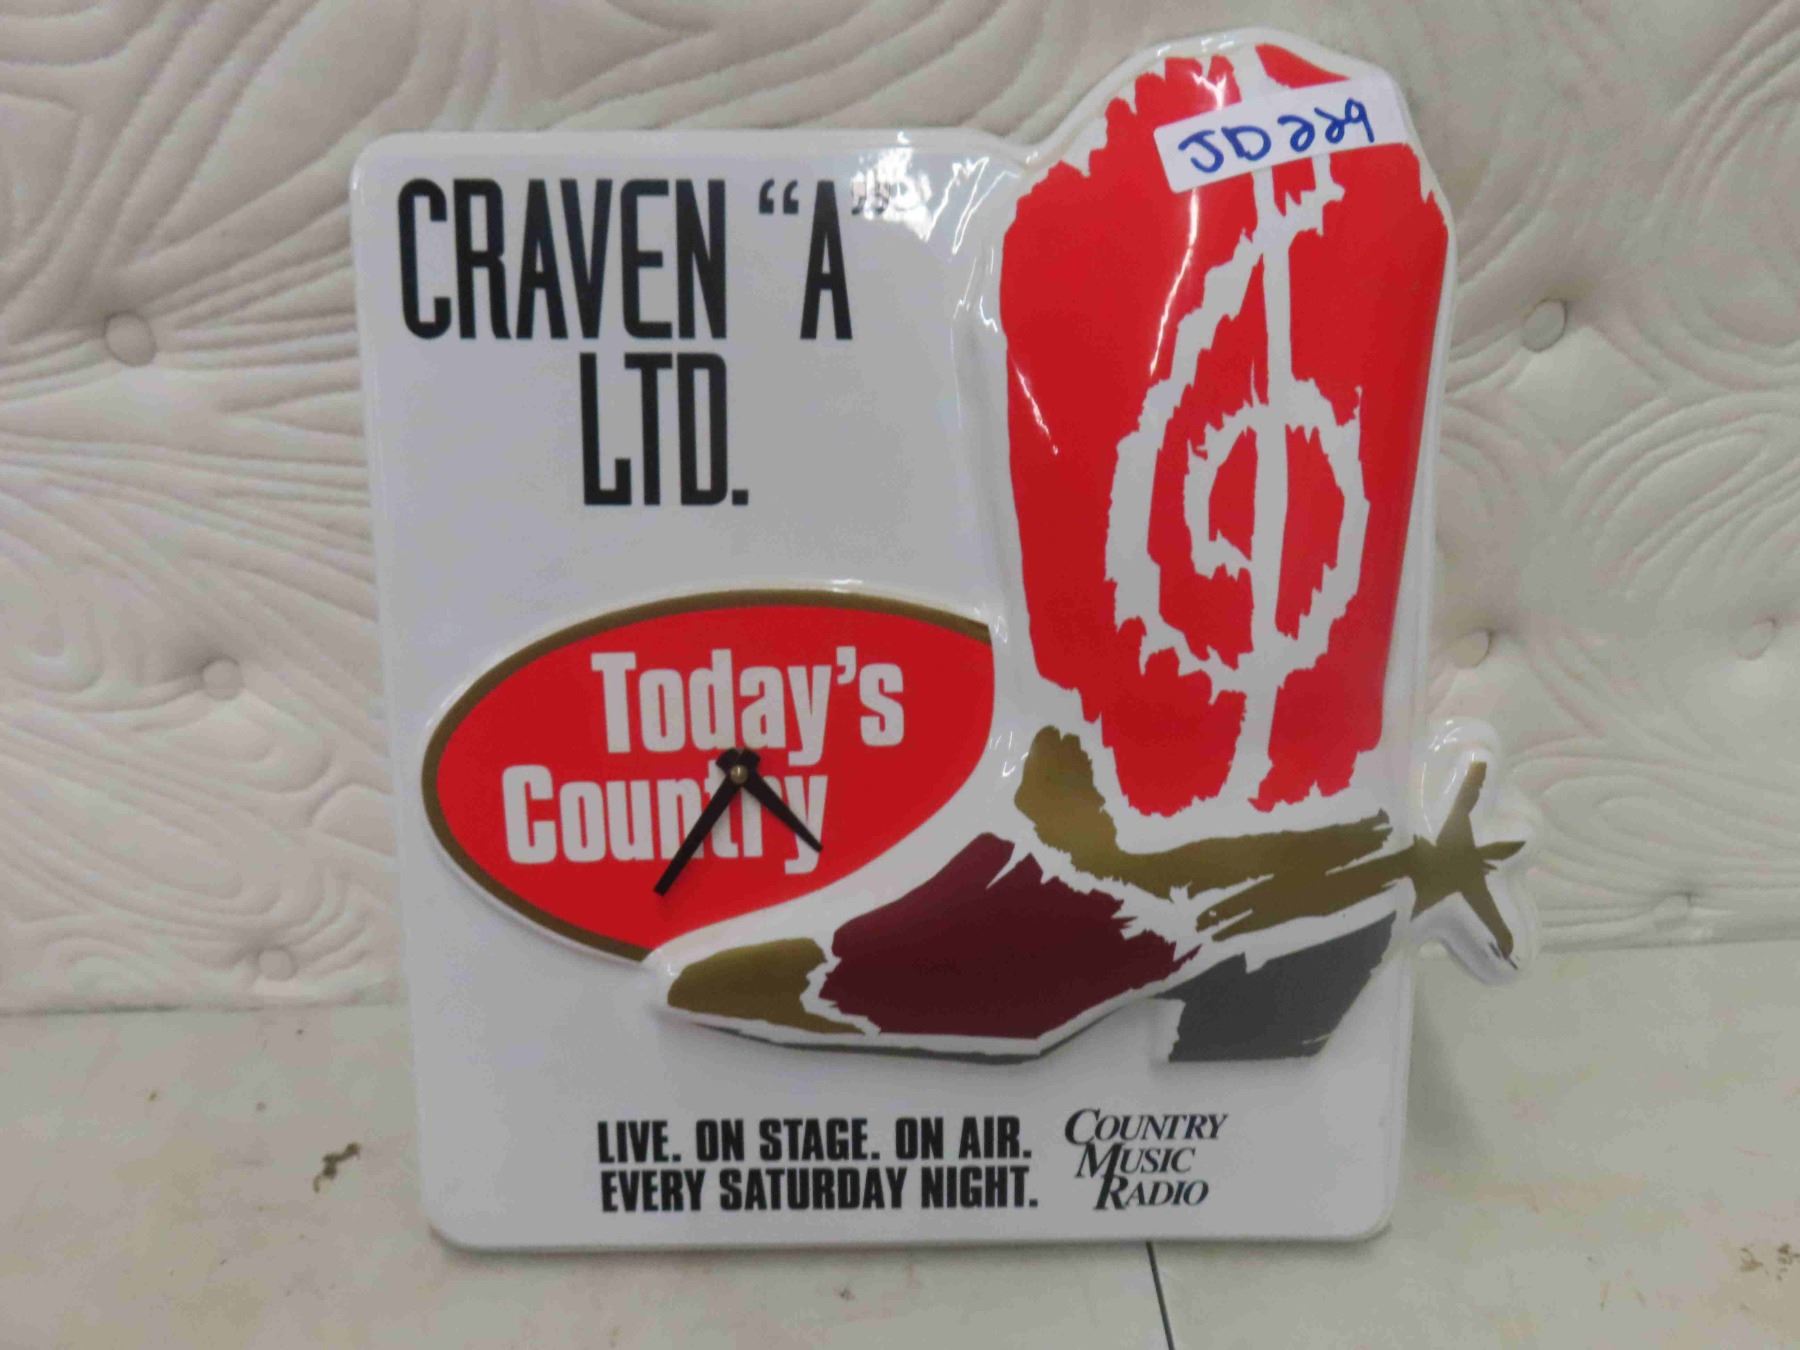 JD229
CRAVEN “A”
LTD.
Today’s
Country
LIVE. ON STAGE. ON AIR.
EVERY SATURDAY NIGHT.
COUNTRY
MUSIC
RADIO